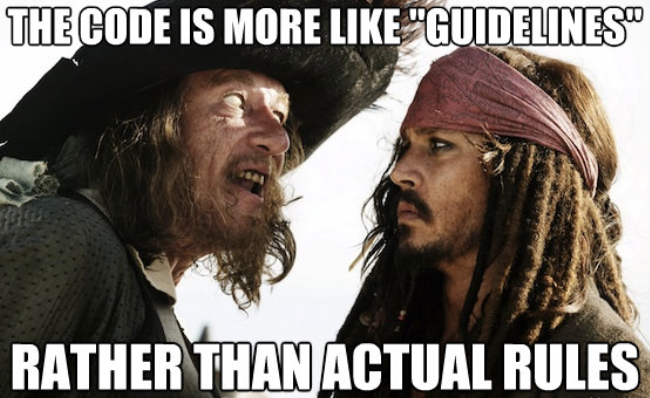 THE CODE IS MORE LIKE "GUIDELINES"
RATHER THAN ACTUAL RULES